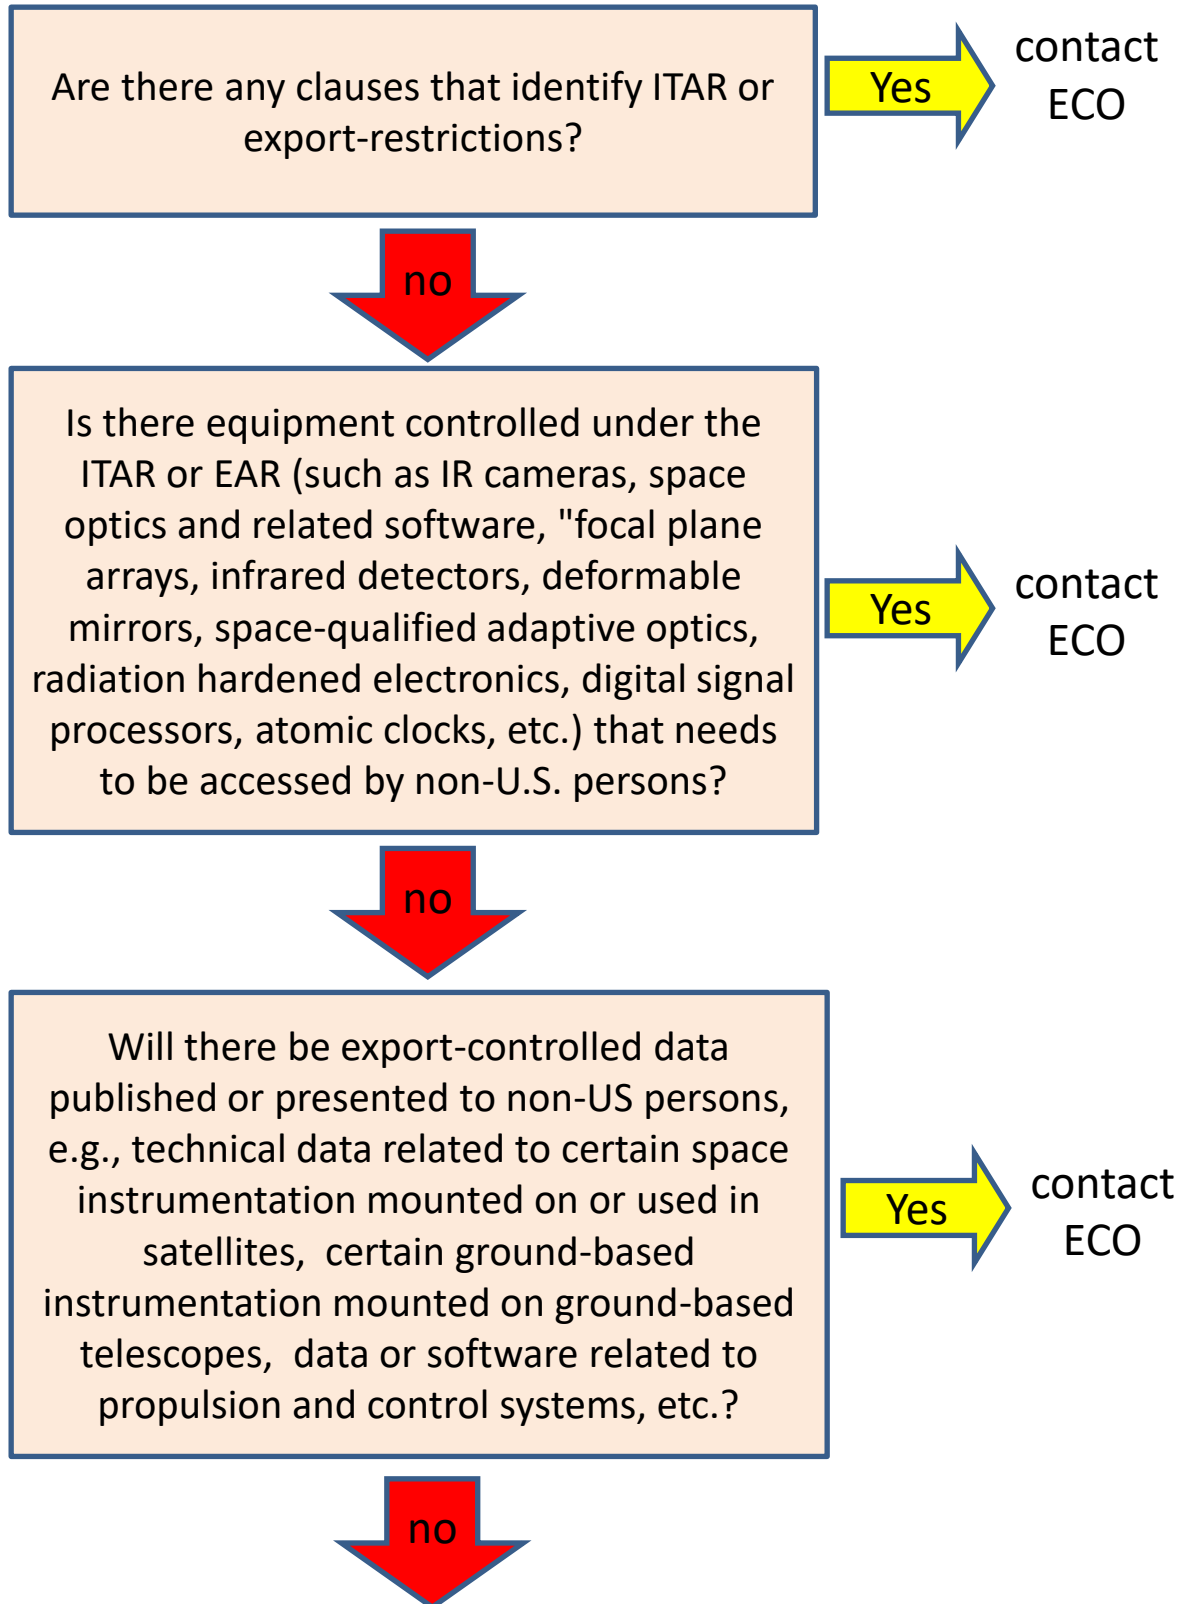 Are there any clauses that identify ITAR or
export-restrictions?
Yes
contact
ECO
no
Is there equipment controlled under the
ITAR or EAR (such as IR cameras, space
optics and related software, "focal plane
arrays, infrared detectors, deformable
mirrors, space-qualified adaptive optics,
radiation hardened electronics, digital signal
processors, atomic clocks, etc.) that needs
to be accessed by non-U.S. persons?
Yes
contact
ECO
no
Will there be export-controlled data
published or presented to non-US persons,
e.g., technical data related to certain space
instrumentation mounted on or used in
satellites,  certain ground-based
instrumentation mounted on ground-based
telescopes,  data or software related to
propulsion and control systems, etc.?
Yes
contact
ECO
no